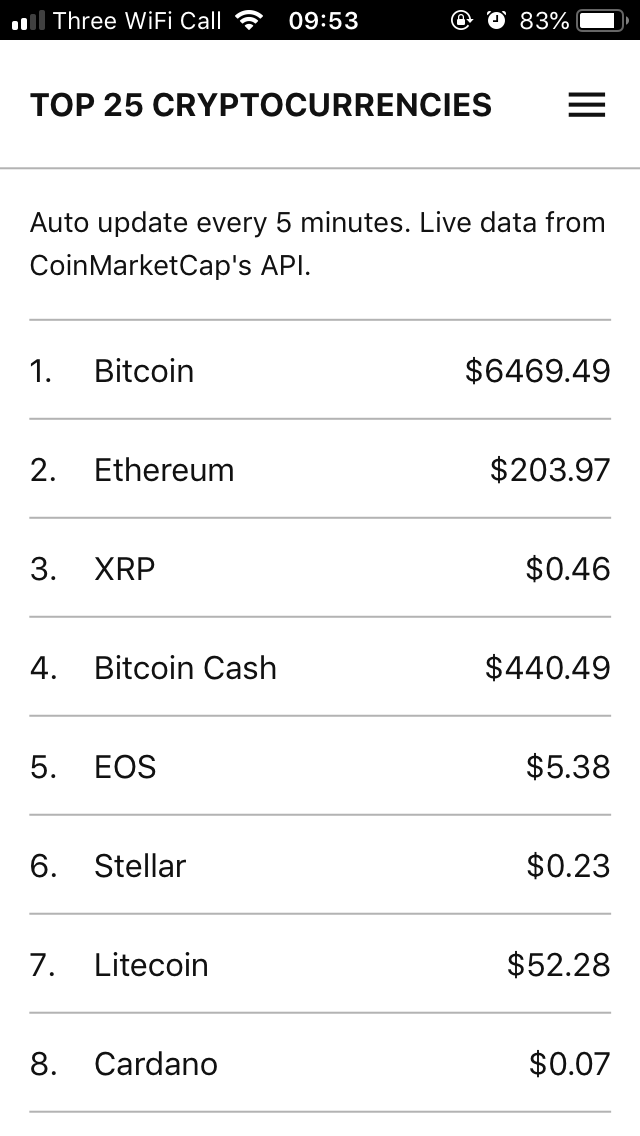 Three WiFi Call 09:53 83%
TOP 25 CRYPTOCURRENCIES
Auto update every 5 minutes. Live data from
CoinMarketCap's API.
1. Bitcoin $6469.49
2. Ethereum $203.97
3. XRP $0.46
4. Bitcoin Cash $440.49
5. EOS $5.38
6. Stellar $0.23
7. Litecoin $52.28
8. Cardano $0.07